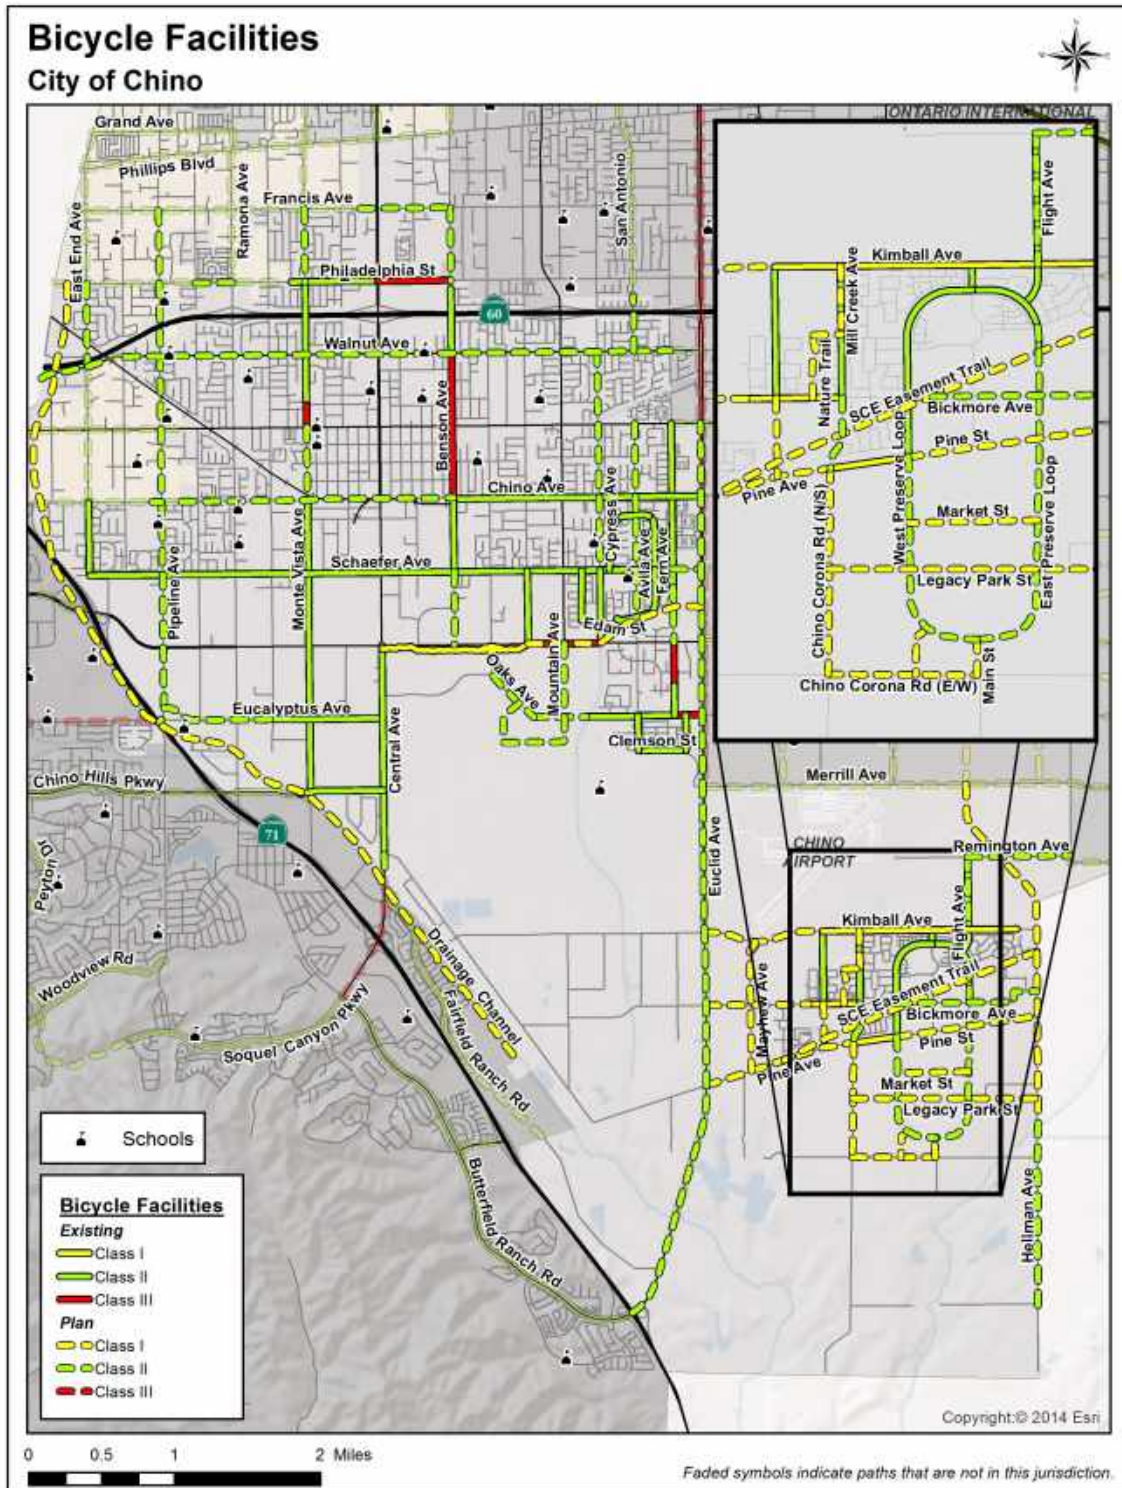 Bicycle Facilities
City of Chino
ONTARIO INTERNATIONAL
Grand Ave
Phillips Blvd
Ramona Ave
Francis Ave
San Antonio
East End Ave
Philadelphia St
60
Walnut Ave
Benson Ave
Chino Ave
Cypress Ave
Monte Vista Ave
Schaefer Ave
Avila Ave
Fern Ave
Pipeline Ave
Edam St
Oaks Ave
Mountain Ave
Eucalyptus Ave
Clemson St
Central Ave
Chino Hills Pkwy
71
Peyton Dr
Euclid Ave
Woodview Rd
Drainage Channel
Fairfield Ranch Rd
Soquel Canyon Pkwy
Butterfield Ranch Rd
Flight Ave
Kimball Ave
Mill Creek Ave
Nature Trail
SCE Easement Trail
Bickmore Ave
Pine St
Pine Ave
West Preserve Loop
East Preserve Loop
Market St
Chino Corona Rd (N/S)
Legacy Park St
Main St
Chino Corona Rd (E/W)
Merrill Ave
CHINO
AIRPORT
Remington Ave
Kimball Ave
Flight Ave
Mayhew Ave
SCE Easement Trail
Bickmore Ave
Pine St
Pine Ave
Market St
Legacy Park St
Hellman Ave
Schools
Bicycle Facilities
Existing
Class I
Class II
Class III
Plan
Class I
Class II
Class III
Copyright:© 2014 Esri
0 0.5 1 2 Miles
Faded symbols indicate paths that are not in this jurisdiction.